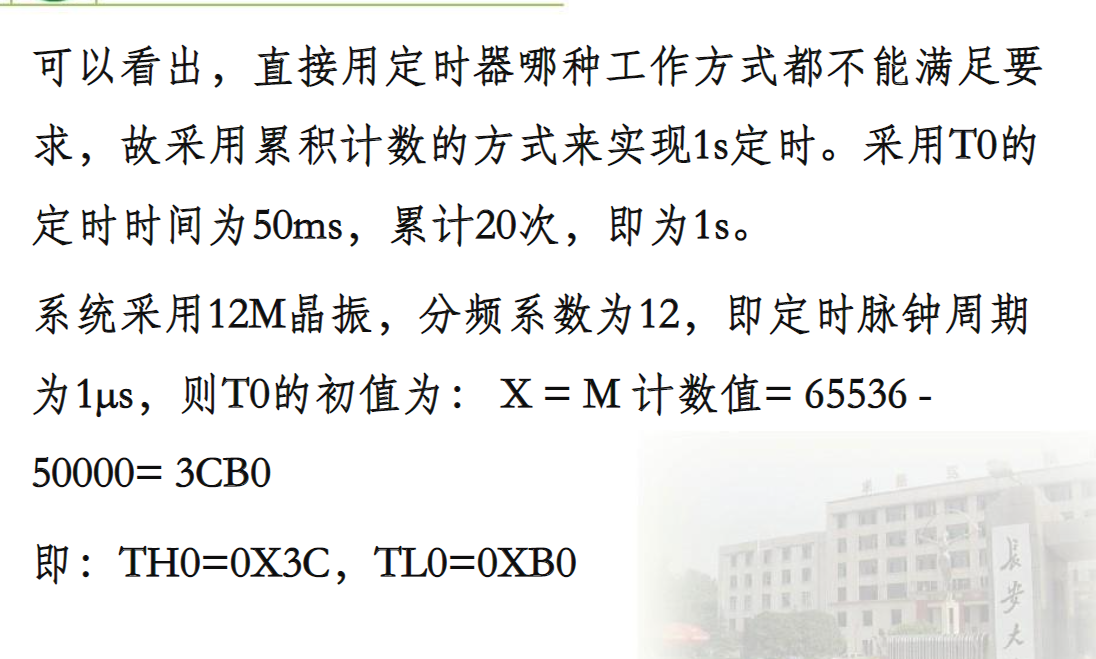 可以看出，直接用定时器哪种工作方式都不能满足要
求，故采用累积计数的方式来实现1s定时。采用T0的
定时时间为50ms，累计20次，即为1s。
系统采用12M晶振，分频系数为12，即定时脉钟周期
为1μs，则T0的初值为： X = M 计数值= 65536 -
50000= 3CB0
即：TH0=0X3C，TL0=0XB0
长安大